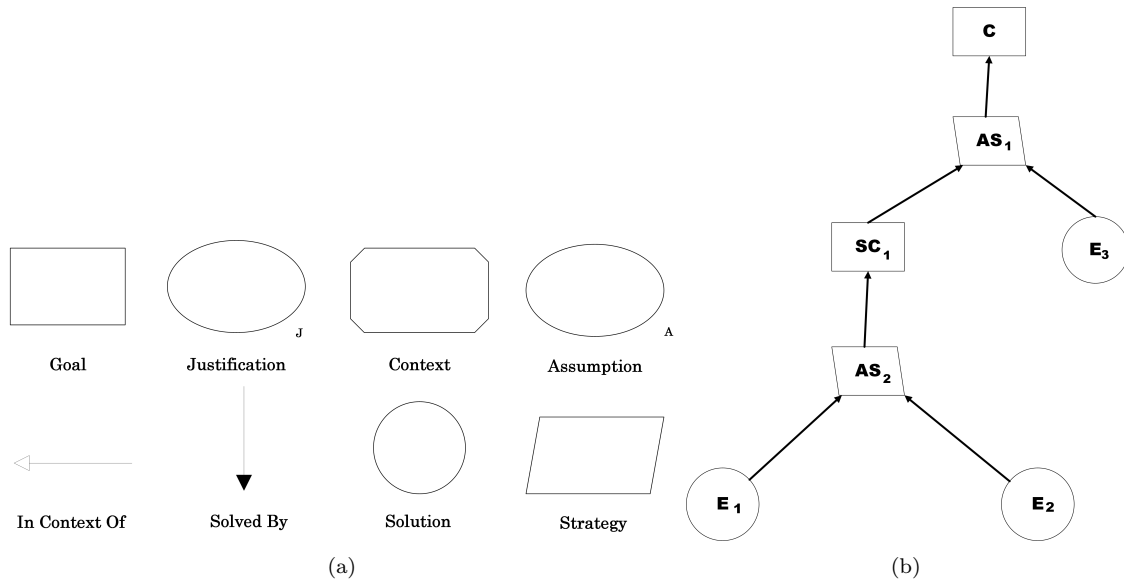 J
A
Goal
Justification
Context
Assumption
In Context Of
Solved By
Solution
Strategy
(a)
C
AS1
SC1
E3
AS2
E1
E2
(b)